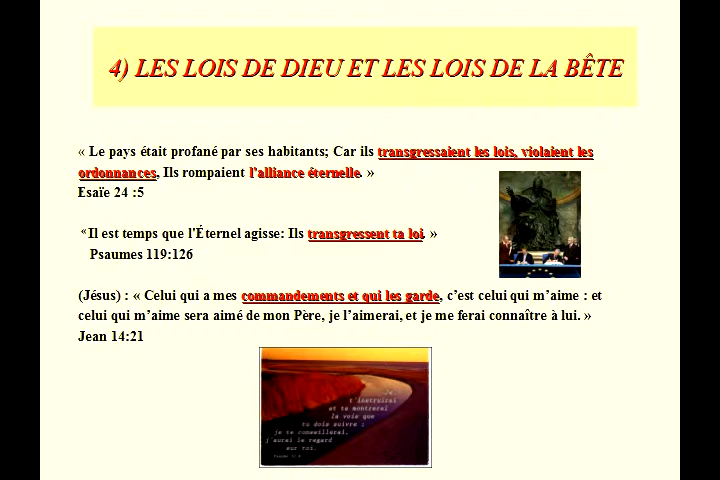 4) LES LOIS DE DIEU ET LES LOIS DE LA BÊTE
« Le pays était profané par ses habitants; Car ils transgressaient les lois, violaient les
ordonnances, Ils rompaient l'alliance éternelle. »
Esaïe 24 :5
“Il est temps que l'Éternel agisse: Ils transgressent ta loi. »
Psaumes 119:126
(Jésus) : « Celui qui a mes commandements et qui les garde, c’est celui qui m’aime : et
celui qui m’aime sera aimé de mon Père, je l’aimerai, et je me ferai connaître à lui. »
Jean 14:21
Je
t'instruirai
et te montrerai
la voie que
tu dois suivre ;
je te conseillerai,
j'aurai le regard
sur toi.